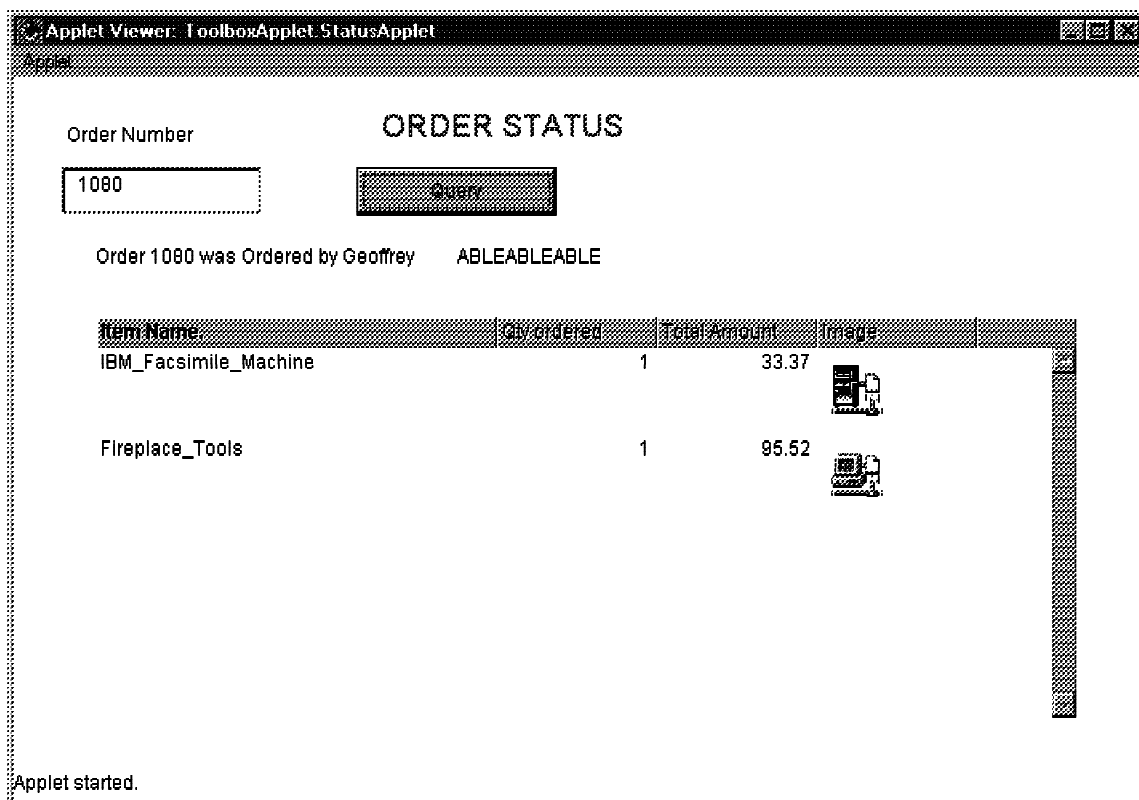 Applet Viewer: ToolboxApplet.StatusApplet
Applet
Order Number
ORDER STATUS
1080
Query
Order 1080 was Ordered by Geoffrey ABLEABLEABLE
Item Name. Qty ordered Total Amount Image
IBM_Facsimile_Machine 1 33.37
Fireplace_Tools 1 95.52
Applet started.